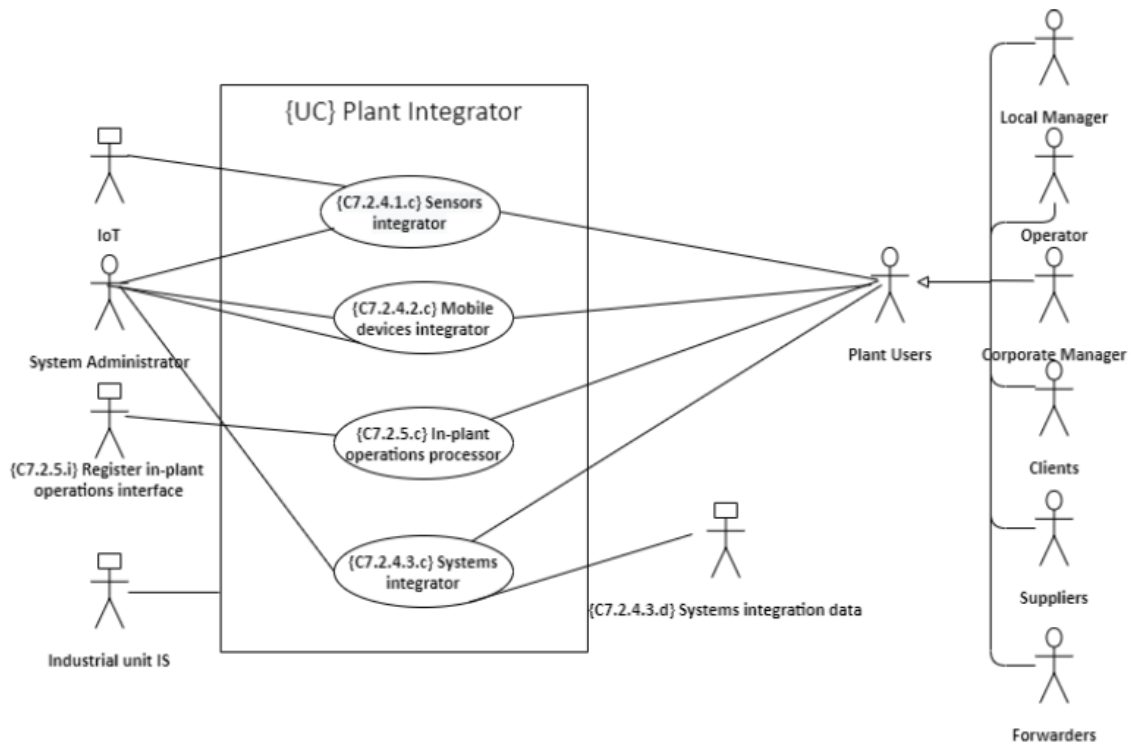 Local Manager
{UC} Plant Integrator
{C7.2.4.1.c} Sensors
integrator
IoT
Operator
{C7.2.4.2.c} Mobile
devices integrator
System Administrator
Plant Users
Corporate Manager
{C7.2.5.c} In-plant
operations processor
{C7.2.5.i} Register in-plant
operations interface
Clients
{C7.2.4.3.c} Systems
integrator
{C7.2.4.3.d} Systems integration data
Suppliers
Industrial unit IS
Forwarders